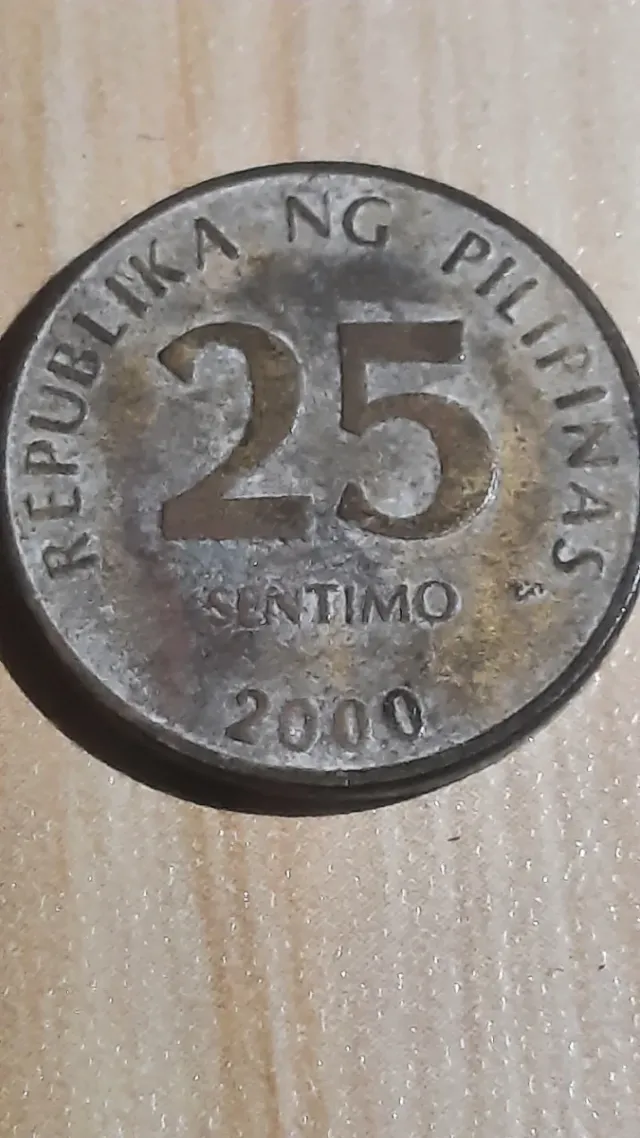 REPUBLIKA NG PILIPINAS
25
SENTIMO
2000